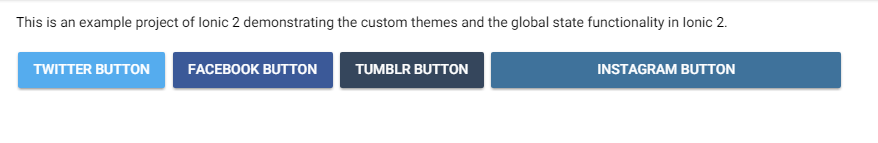 This is an example project of Ionic 2 demonstrating the custom themes and the global state functionality in Ionic 2.
TWITTER BUTTON FACEBOOK BUTTON TUMBLR BUTTON INSTAGRAM BUTTON